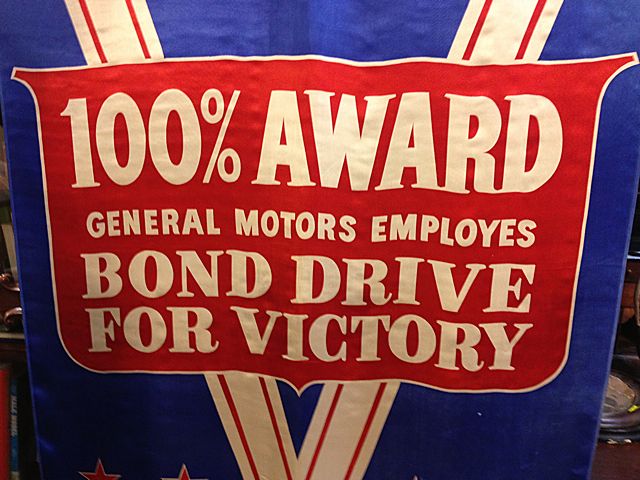 100% AWARD
GENERAL MOTORS EMPLOYES
BOND DRIVE
FOR VICTORY